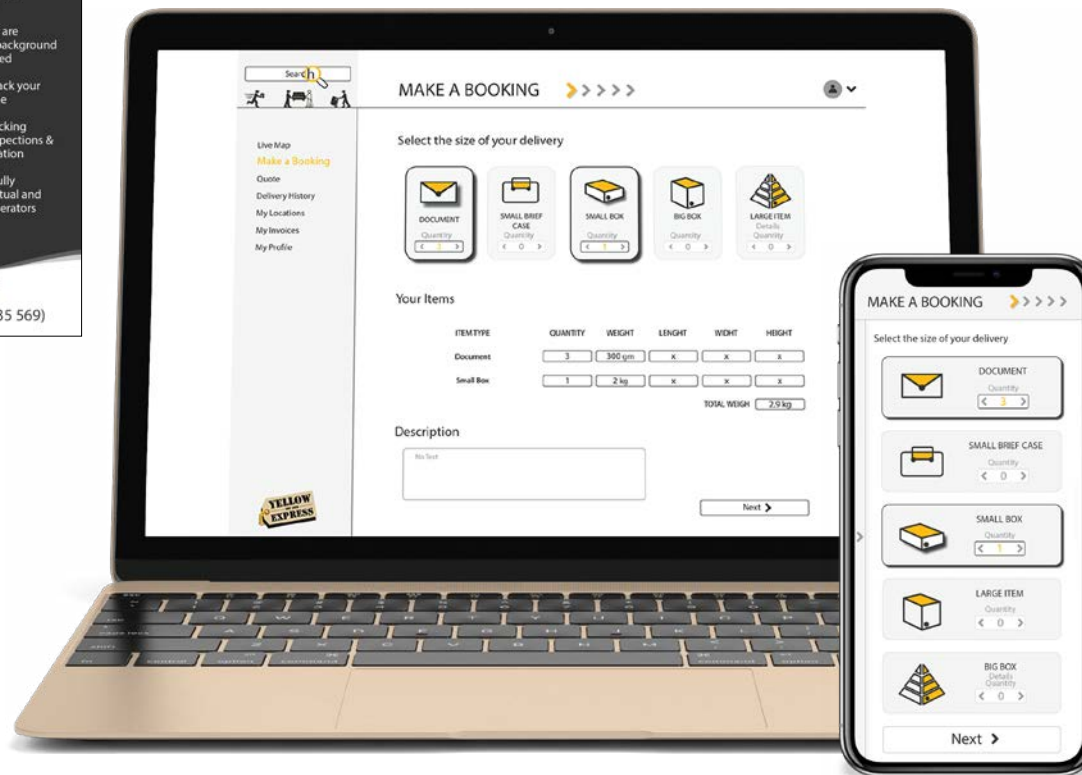 are
background
ed
ack your
e
cking
pections &
ation
ully
tual and
erators
35 569)
Search
MAKE A BOOKING
Live Map
Make a Booking
Quote
Delivery History
My Locations
My Invoices
My Profile
YELLOW
EXPRESS
Select the size of your delivery
DOCUMENT
Quantity
< 3 >
SMALL BRIEF
CASE
Quantity
< 0 >
SMALL BOX
Quantity
< 1 >
BIG BOX
Quantity
< 0 >
LARGE ITEM
Details
Quantity
< 0 >
Your Items
ITEM TYPE QUANTITY WEIGHT LENGHT WIDHT HEIGHT
Document 3 300 gm x x x
Small Box 1 2 kg x x x
TOTAL WEIGH 2,9 kg
Description
No Text
Next >
MAKE A BOOKING
Select the size of your delivery
DOCUMENT
Quantity
< 3 >
SMALL BRIEF CASE
Quantity
< 0 >
SMALL BOX
Quantity
< 1 >
LARGE ITEM
Quantity
< 0 >
BIG BOX
Details
Quantity
< 0 >
Next >